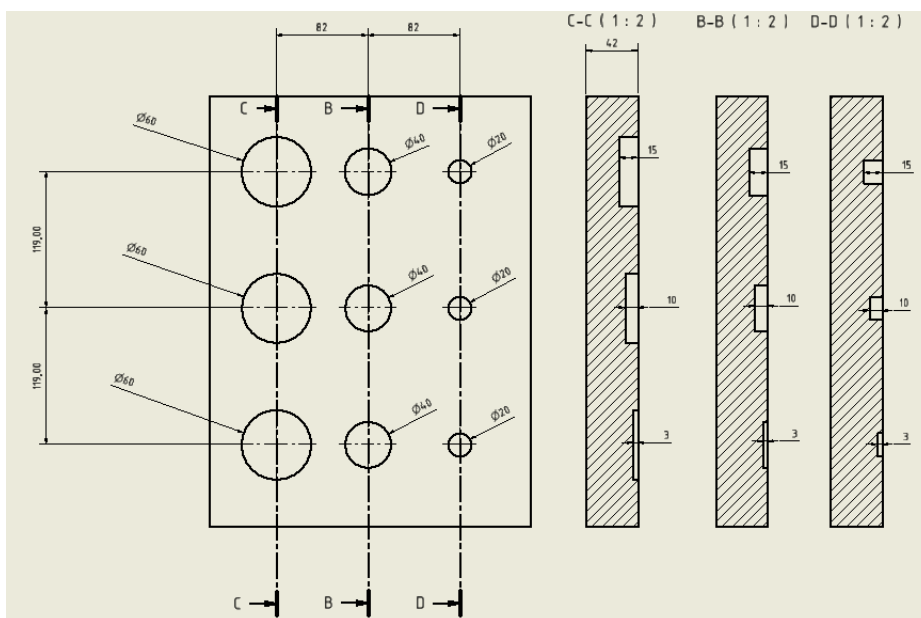 82 82
C-C ( 1 : 2 ) B-B ( 1 : 2 ) D-D ( 1 : 2 )
42
C B D
Ø60 Ø40 Ø20
15 15 15
119,00
Ø60 Ø40 Ø20
10 10 10
119,00
Ø60 Ø40 Ø20
3 3 3
C B D